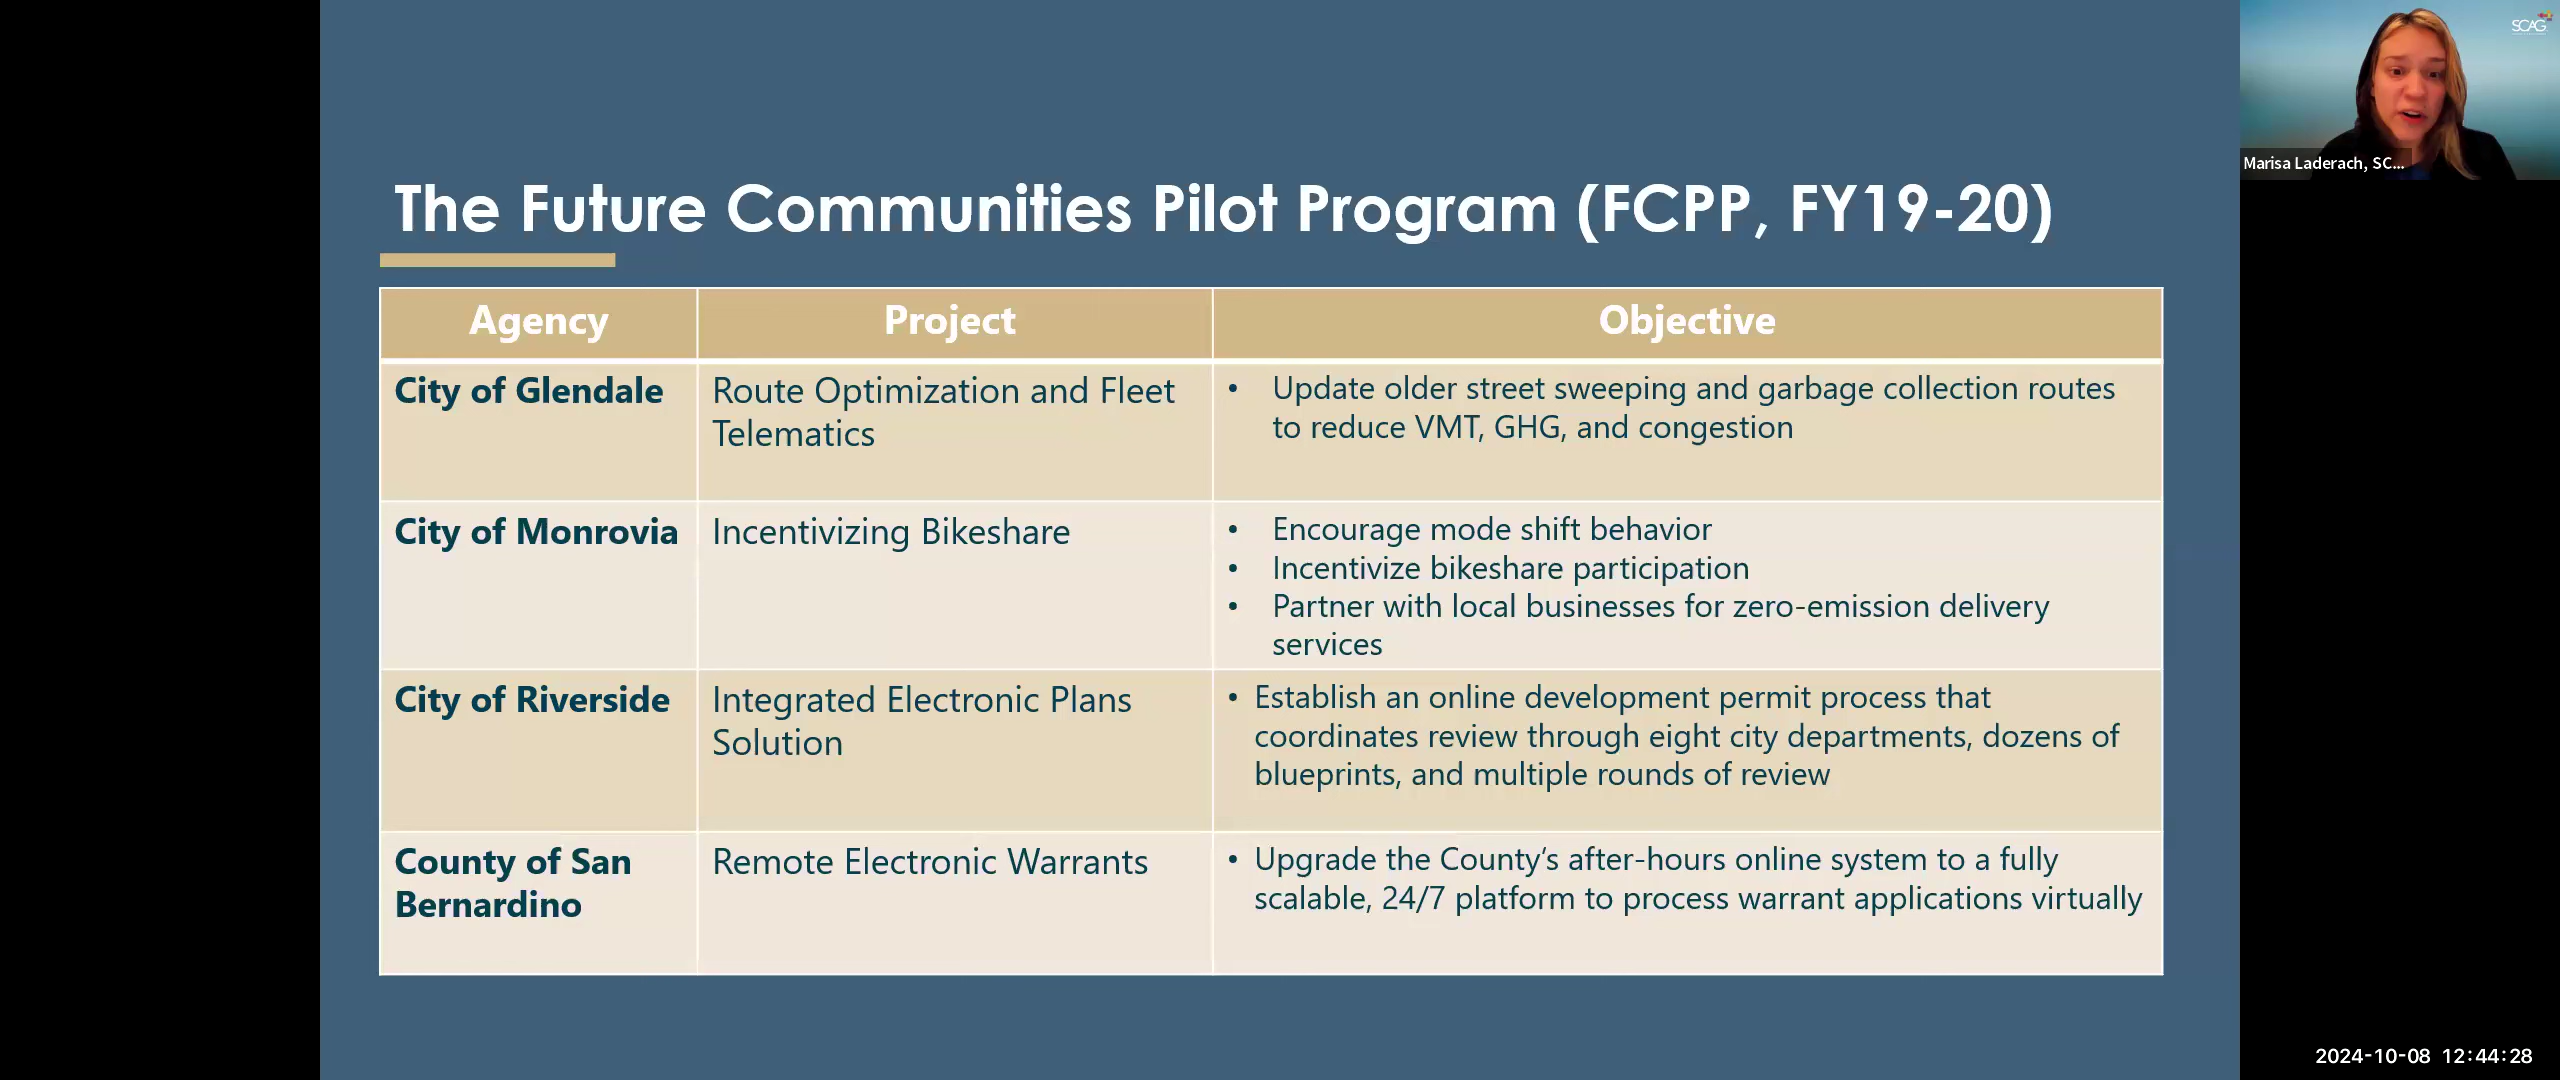 SCAG
Marisa Laderach, SC...
The Future Communities Pilot Program (FCPP, FY19-20)
Agency
Project
Objective
City of Glendale
Route Optimization and Fleet
Telematics
• Update older street sweeping and garbage collection routes
to reduce VMT, GHG, and congestion
City of Monrovia
Incentivizing Bikeshare
• Encourage mode shift behavior
• Incentivize bikeshare participation
• Partner with local businesses for zero-emission delivery
services
City of Riverside
Integrated Electronic Plans
Solution
• Establish an online development permit process that
coordinates review through eight city departments, dozens of
blueprints, and multiple rounds of review
County of San
Bernardino
Remote Electronic Warrants
• Upgrade the County’s after-hours online system to a fully
scalable, 24/7 platform to process warrant applications virtually
2024-10-08 12:44:28